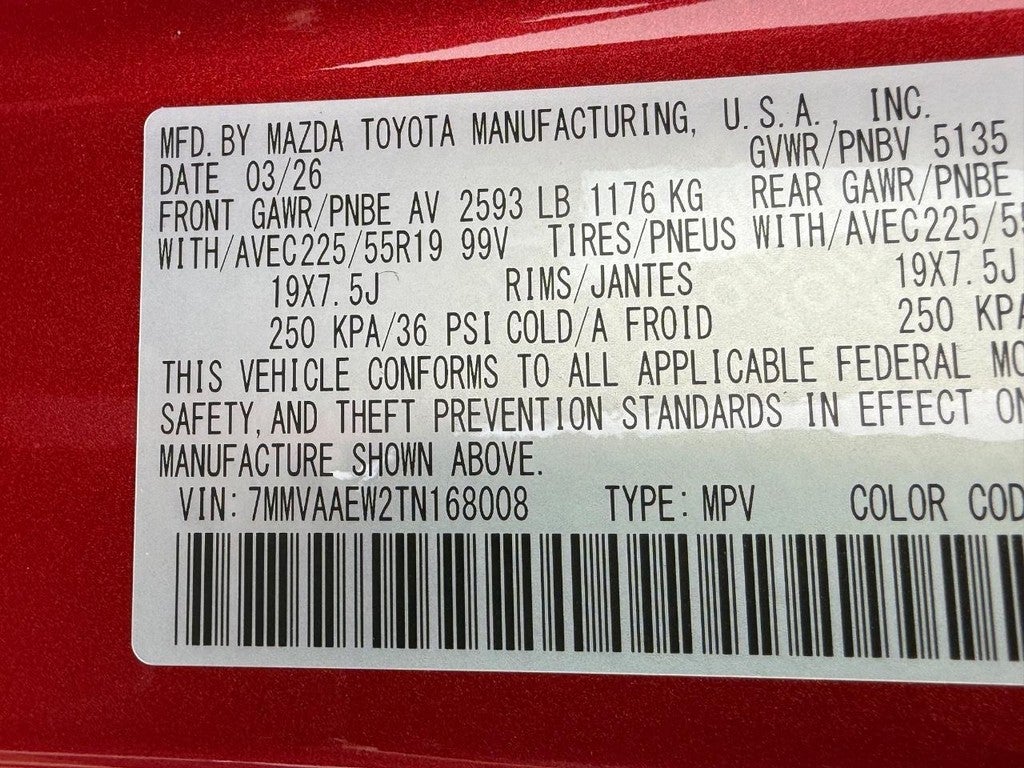 MFD. BY MAZDA TOYOTA MANUFACTURING, U.S.A., INC.
DATE 03/26 GVWR/PNBV 5135
FRONT GAWR/PNBE AV 2593 LB 1176 KG REAR GAWR/PNBE
WITH/AVEC225/55R19 99V TIRES/PNEUS WITH/AVEC225/55
19X7.5J RIMS/JANTES 19X7.5J
250 KPA/36 PSI COLD/A FROID 250 KPA
THIS VEHICLE CONFORMS TO ALL APPLICABLE FEDERAL MO
SAFETY, AND THEFT PREVENTION STANDARDS IN EFFECT ON
MANUFACTURE SHOWN ABOVE.
VIN: 7MMVAAEW2TN168008 TYPE: MPV COLOR COD